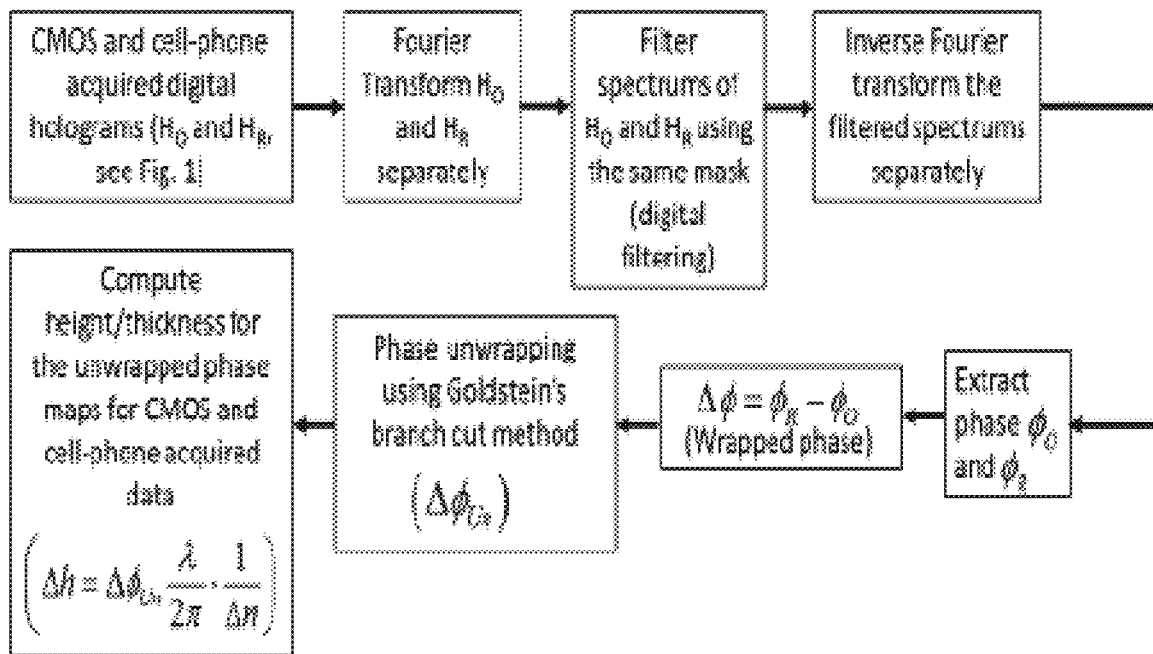 CMOS and cell-phone
acquired digital
holograms (H_O and H_R,
see Fig. 1)
Fourier
Transform H_O
and H_R
separately
Filter
spectrums of
H_O and H_R using
the same mask
(digital
filtering)
Inverse Fourier
transform the
filtered spectrums
separately
Extract
phase ϕ_O
and ϕ_R
Δϕ = ϕ_R − ϕ_O
(Wrapped phase)
Phase unwrapping
using Goldstein's
branch cut method
(Δϕ_Un)
Compute
height/thickness for
the unwrapped phase
maps for CMOS and
cell-phone acquired
data
(Δh = Δϕ_Un λ/2π · 1/Δn)